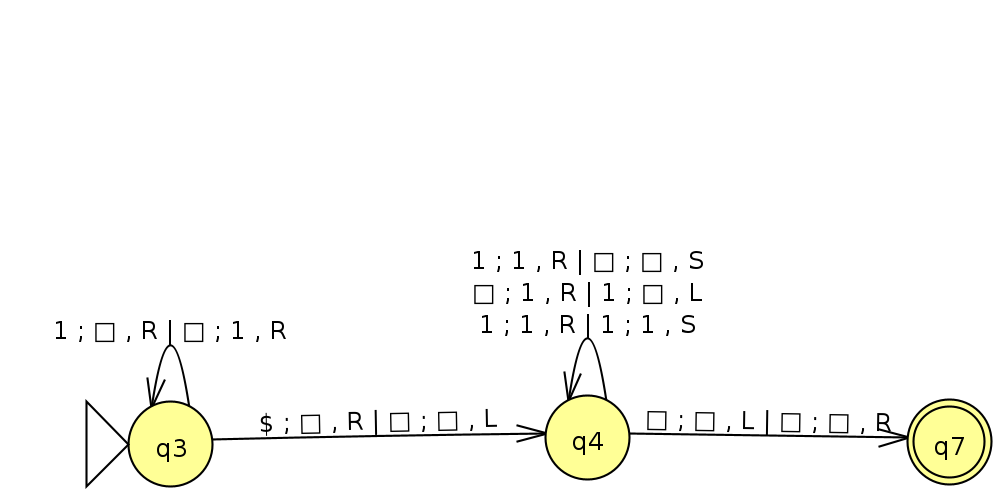 1 ; 1 , R | □ ; □ , S
□ ; 1 , R | 1 ; □ , L
1 ; 1 , R | 1 ; 1 , S
1 ; □ , R | □ ; 1 , R
$ ; □ , R | □ ; □ , L
□ ; □ , L | □ ; □ , R
q3
q4
q7